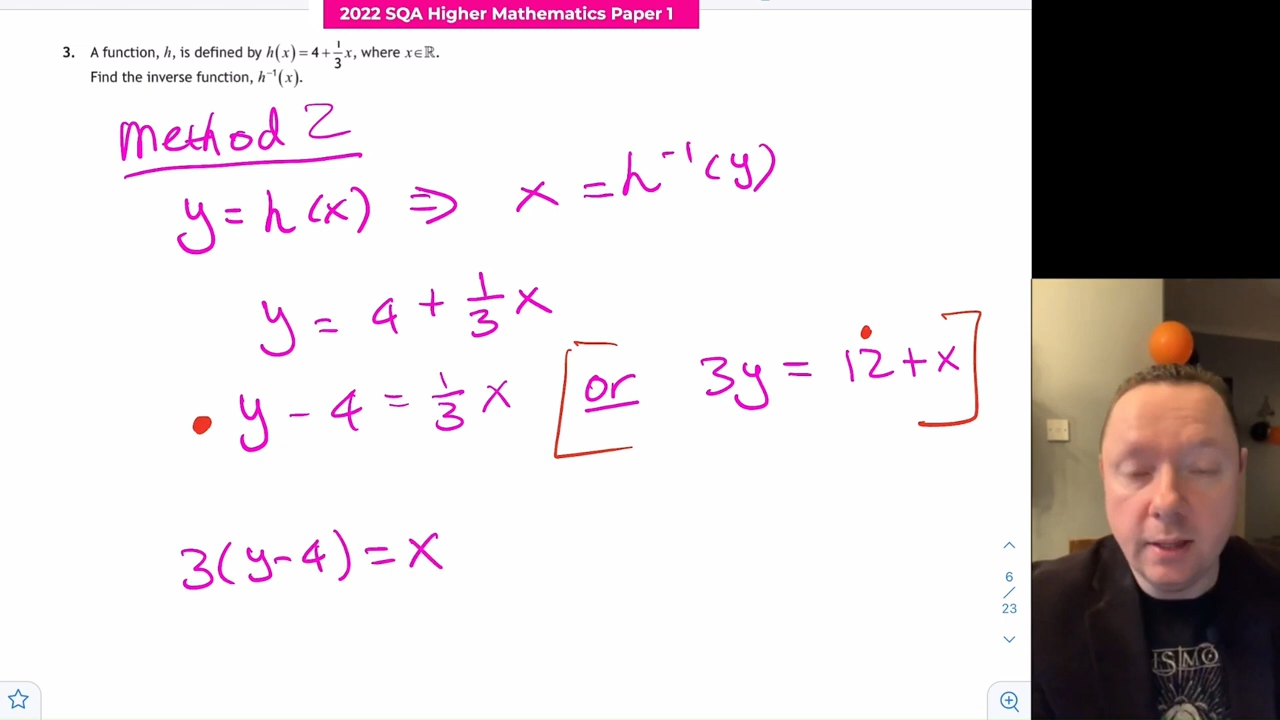 2022 SQA Higher Mathematics Paper 1
3. A function, h, is defined by h(x) = 4 + 1/3 x, where x∈ℝ.
Find the inverse function, h⁻¹(x).
Method 2
y = h(x) ⇒ x = h⁻¹(y)
y = 4 + 1/3 x
y - 4 = 1/3 x [or 3y = 12 + x]
3(y-4) = x
6
/
23